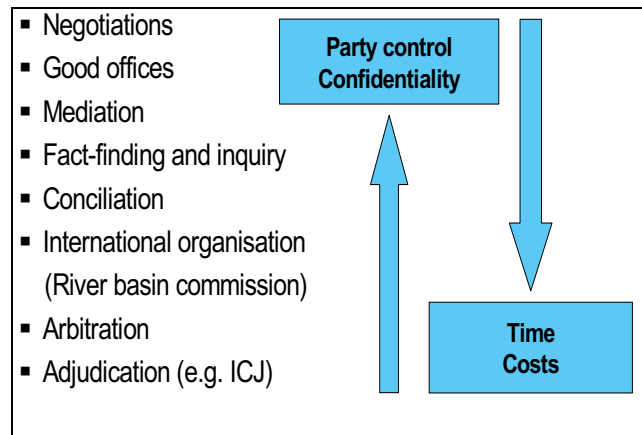 ▪ Negotiations
▪ Good offices
▪ Mediation
▪ Fact-finding and inquiry
▪ Conciliation
▪ International organisation
(River basin commission)
▪ Arbitration
▪ Adjudication (e.g. ICJ)
Party control
Confidentiality
Time
Costs